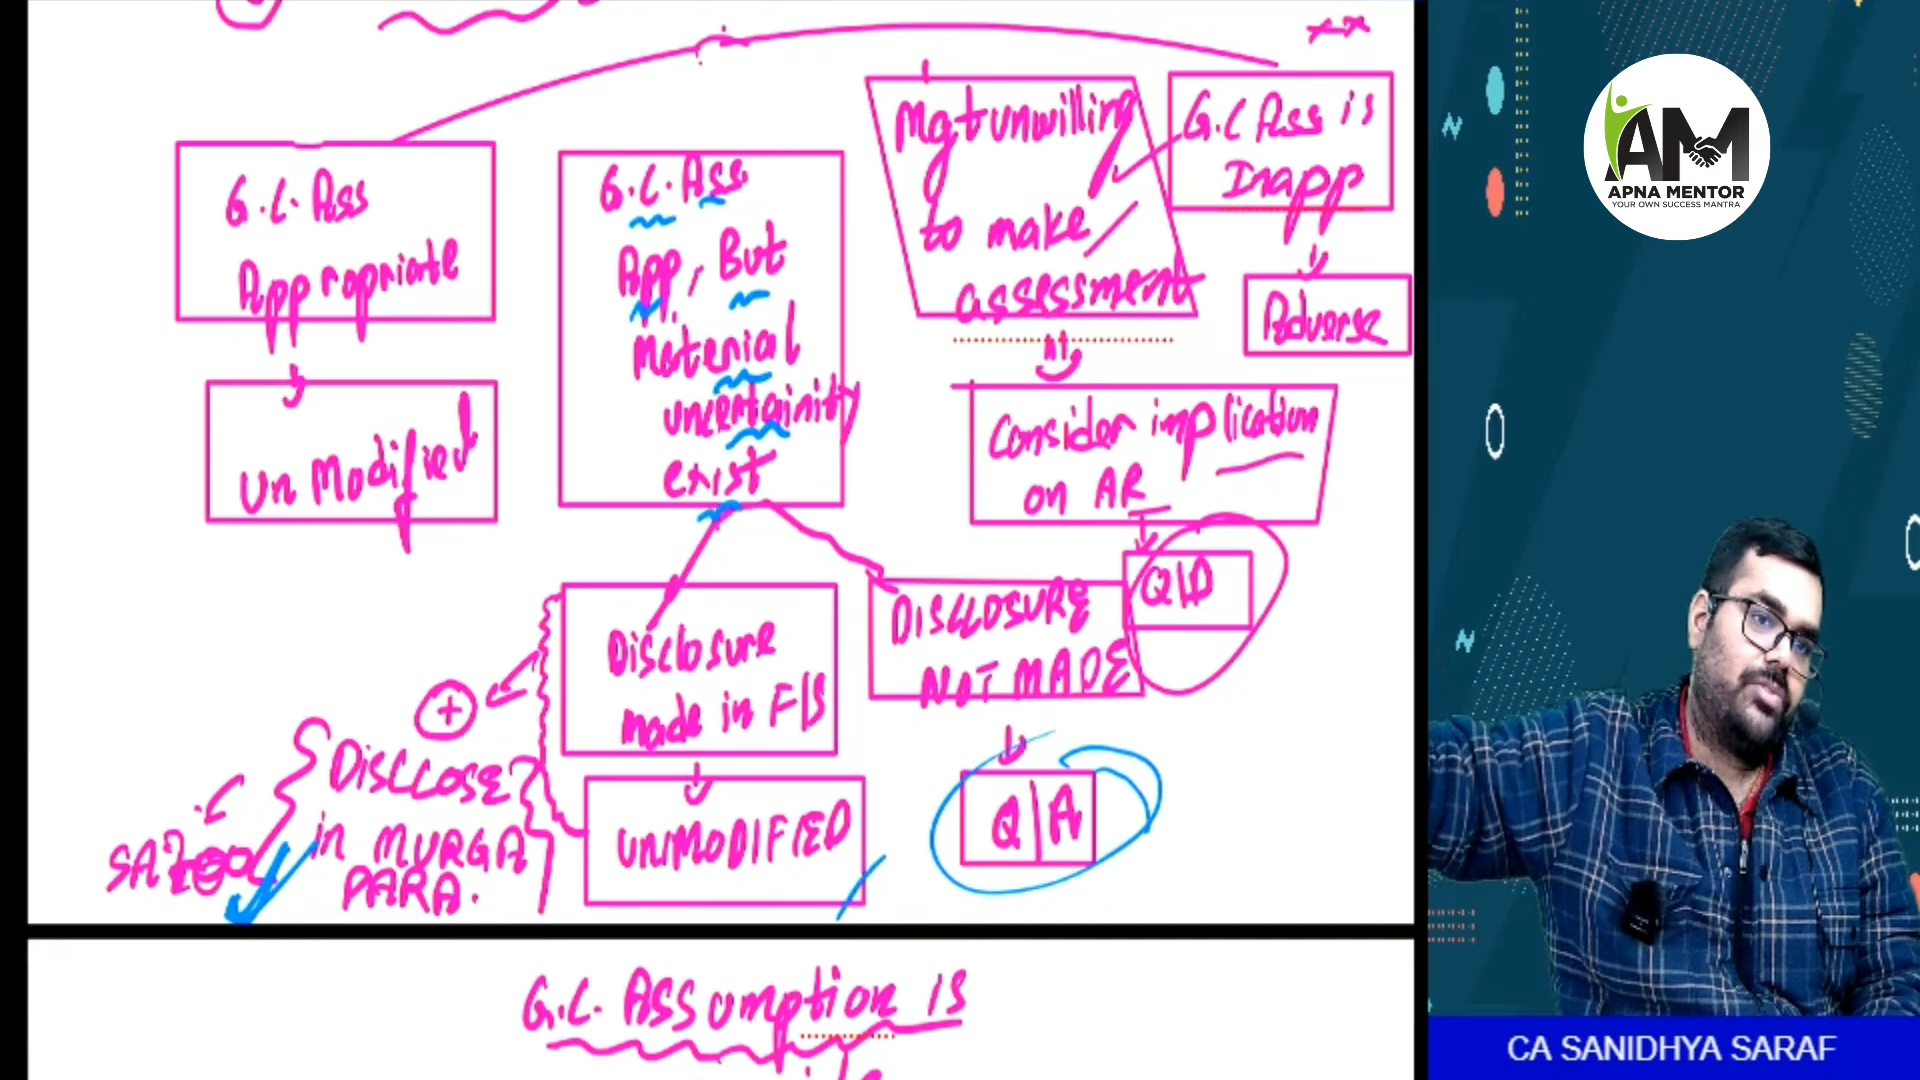 G.C. Ass
Appropriate
Un Modified
G.C. Ass
App, But
Material
uncertainity
exist
Mgt unwilling
to make
assessment
G.C Ass is
Inapp
Adverse
Consider implication
on AR
Q|D
Disclosure
made in F/S
UNMODIFIED
DISCLOSURE
NOT MADE
Q|A
+
DISCLOSE
in MURGA
PARA.
SA
G.C. Assumption is
AM
APNA MENTOR
YOUR OWN SUCCESS MANTRA
CA SANIDHYA SARAF